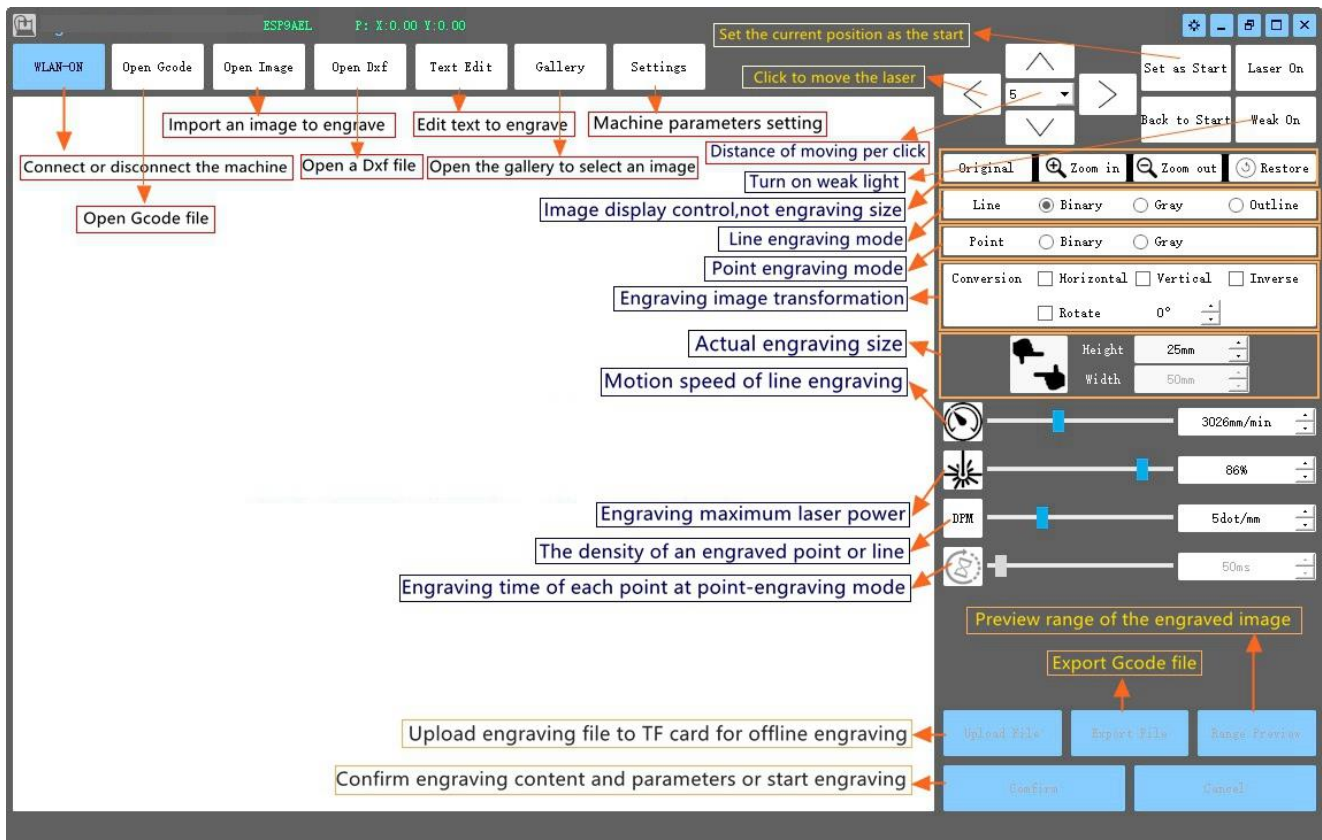 ESP9AEL P: X:0.00 Y:0.00
Set the current position as the start
WLAN-ON Open Gcode Open Image Open Dxf Text Edit Gallery Settings
Set as Start Laser On
Click to move the laser
5
Back to Start Weak On
Import an image to engrave Edit text to engrave Machine parameters setting
Distance of moving per click
Connect or disconnect the machine Open a Dxf file Open the gallery to select an image
Turn on weak light
Original Zoom in Zoom out Restore
Open Gcode file
Image display control,not engraving size
Line Binary Gray Outline
Line engraving mode
Point Binary Gray
Point engraving mode
Conversion Horizontal Vertical Inverse
Engraving image transformation
Rotate 0°
Actual engraving size
Height 25mm
Width 50mm
Motion speed of line engraving
3026mm/min
86%
Engraving maximum laser power
DPM 5dot/mm
The density of an engraved point or line
50ms
Engraving time of each point at point-engraving mode
Preview range of the engraved image
Export Gcode file
Upload engraving file to TF card for offline engraving
Upload File Export File Range Preview
Confirm engraving content and parameters or start engraving
Confirm Cancel